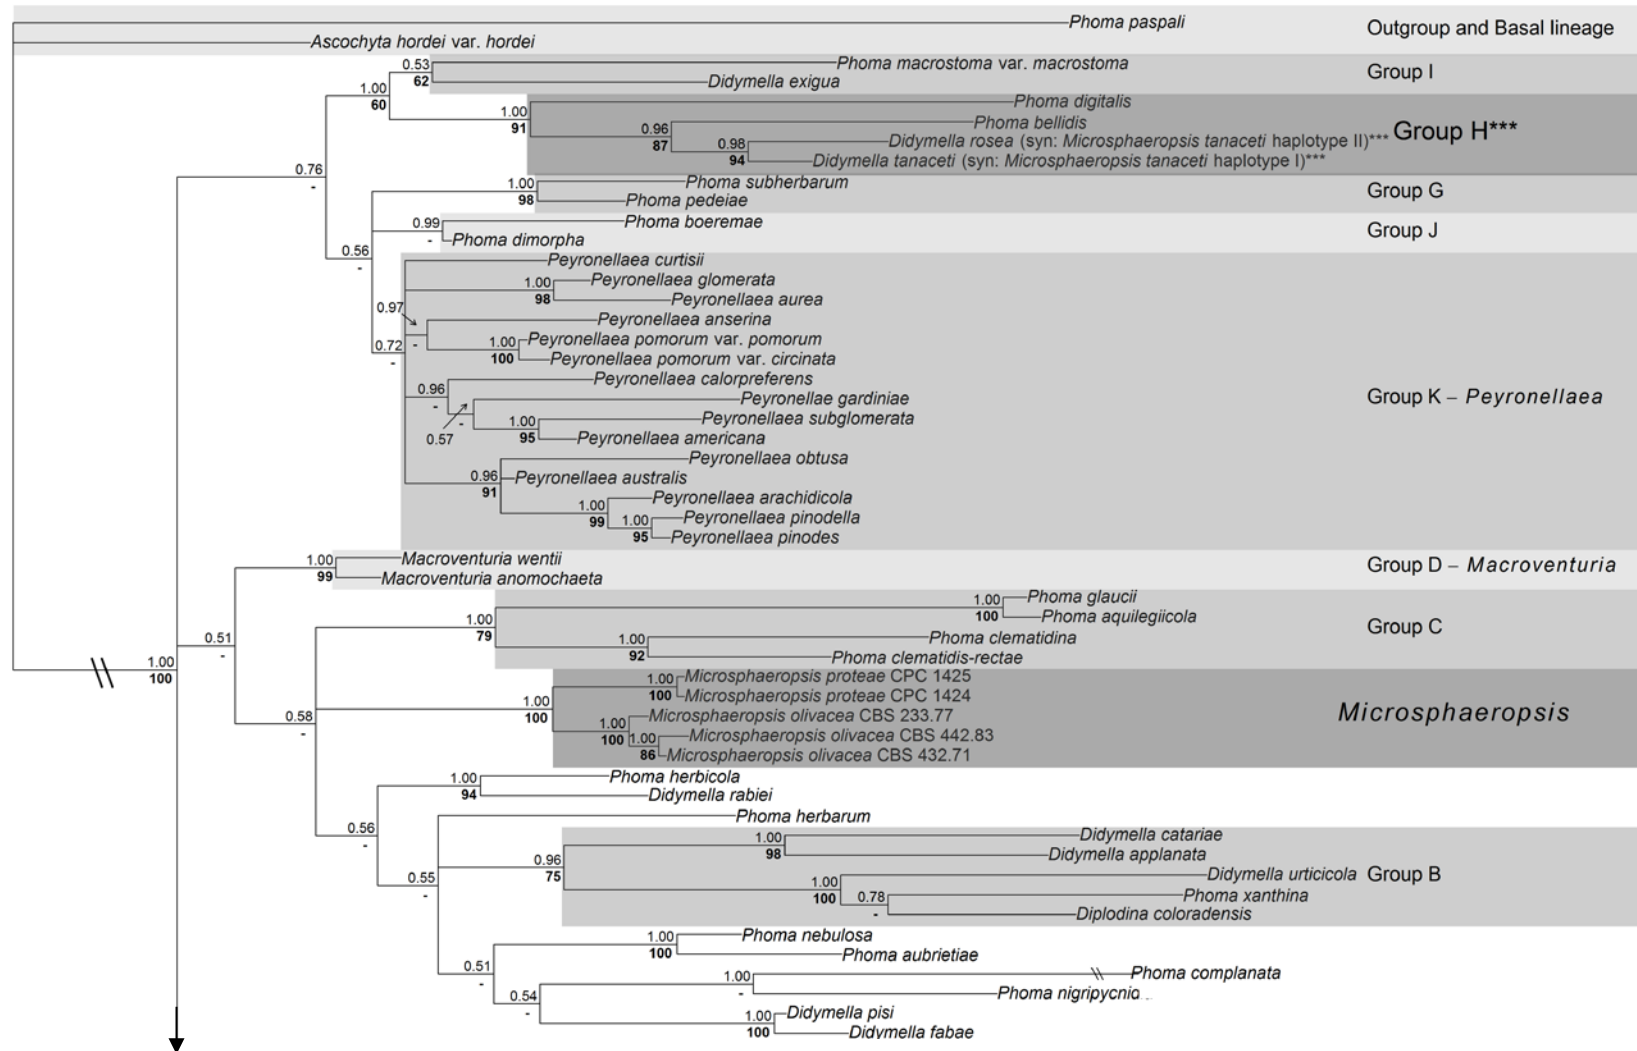 Phoma paspali
Outgroup and Basal lineage
Ascochyta hordei var. hordei
0.53
62
Phoma macrostoma var. macrostoma
Group I
Didymella exigua
1.00
60
1.00
91
Phoma digitalis
0.96
87
Phoma bellidis
Group H***
0.98
94
Didymella rosea (syn: Microsphaeropsis tanaceti haplotype II)***
Didymella tanaceti (syn: Microsphaeropsis tanaceti haplotype I)***
0.76
-
1.00
98
Phoma subherbarum
Group G
Phoma pedeiae
0.99
-
Phoma boeremae
Group J
Phoma dimorpha
0.56
-
Peyronellaea curtisii
1.00
98
Peyronellaea glomerata
Peyronellaea aurea
0.97
-
Peyronellaea anserina
1.00
100
Peyronellaea pomorum var. pomorum
Peyronellaea pomorum var. circinata
0.72
-
0.96
-
Peyronellaea calorpreferens
Group K – Peyronellaea
0.57
-
Peyronellae gardiniae
1.00
95
Peyronellaea subglomerata
Peyronellaea americana
0.96
91
Peyronellaea obtusa
Peyronellaea australis
1.00
99
Peyronellaea arachidicola
1.00
95
Peyronellaea pinodella
Peyronellaea pinodes
1.00
99
Macroventuria wentii
Group D – Macroventuria
Macroventuria anomochaeta
1.00
100
0.51
-
1.00
79
1.00
100
Phoma glaucii
Phoma aquilegiicola
Group C
1.00
92
Phoma clematidina
Phoma clematidis-rectae
0.58
-
1.00
100
1.00
100
Microsphaeropsis proteae CPC 1425
Microsphaeropsis proteae CPC 1424
Microsphaeropsis
1.00
100
Microsphaeropsis olivacea CBS 233.77
1.00
86
Microsphaeropsis olivacea CBS 442.83
Microsphaeropsis olivacea CBS 432.71
0.56
-
1.00
94
Phoma herbicola
Didymella rabiei
0.55
-
Phoma herbarum
0.96
75
1.00
98
Didymella catariae
Didymella applanata
1.00
100
Didymella urticicola
Group B
0.78
-
Phoma xanthina
Diplodina coloradensis
0.51
-
1.00
100
Phoma nebulosa
Phoma aubrietiae
0.54
-
1.00
-
Phoma complanata
Phoma
1.00
100
Didymella pisi
Didymella fabae